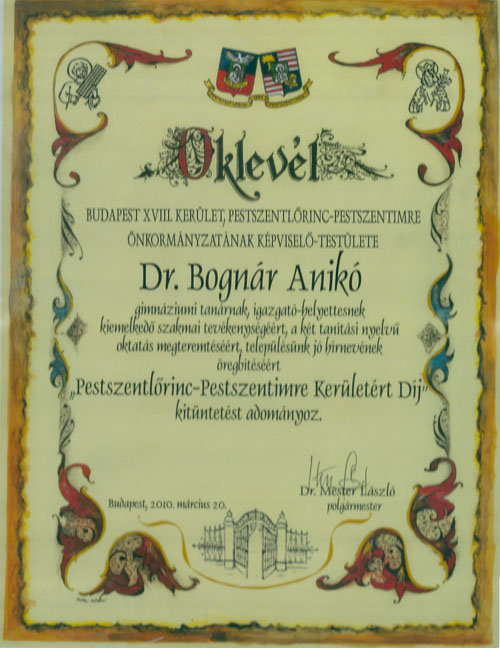 Oklevél
BUDAPEST XVIII. KERÜLET, PESTSZENTLŐRINC-PESTSZENTIMRE
ÖNKORMÁNYZATÁNAK KÉPVISELŐ-TESTÜLETE
Dr. Bognár Anikó
gimnáziumi tanárnak, igazgató-helyettesnek
kiemelkedő szakmai tevékenységéért, a két tanítási nyelvű
oktatás megteremtéséért, településünk jó hírnevének
öregbítéséért
„Pestszentlőrinc-Pestszentimre Kerületért Díj"
kitüntetést adományoz.
Budapest, 2010. március 20.
Dr. Mester László
polgármester